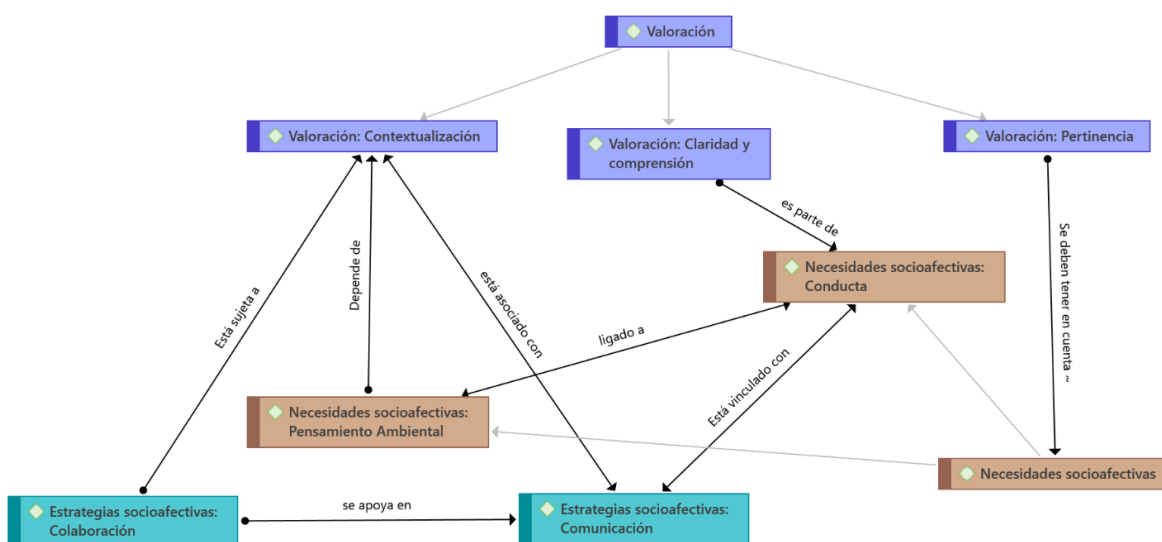 Valoración
Valoración: Contextualización
Valoración: Claridad y
comprensión
Valoración: Pertinencia
es parte de
Se deben tener en cuenta ~
Necesidades socioafectivas:
Conducta
Está sujeta a
Depende de
está asociado con
ligado a
Está vinculado con
Necesidades socioafectivas:
Pensamiento Ambiental
Necesidades socioafectivas
Estrategias socioafectivas:
Colaboración
se apoya en
Estrategias socioafectivas:
Comunicación